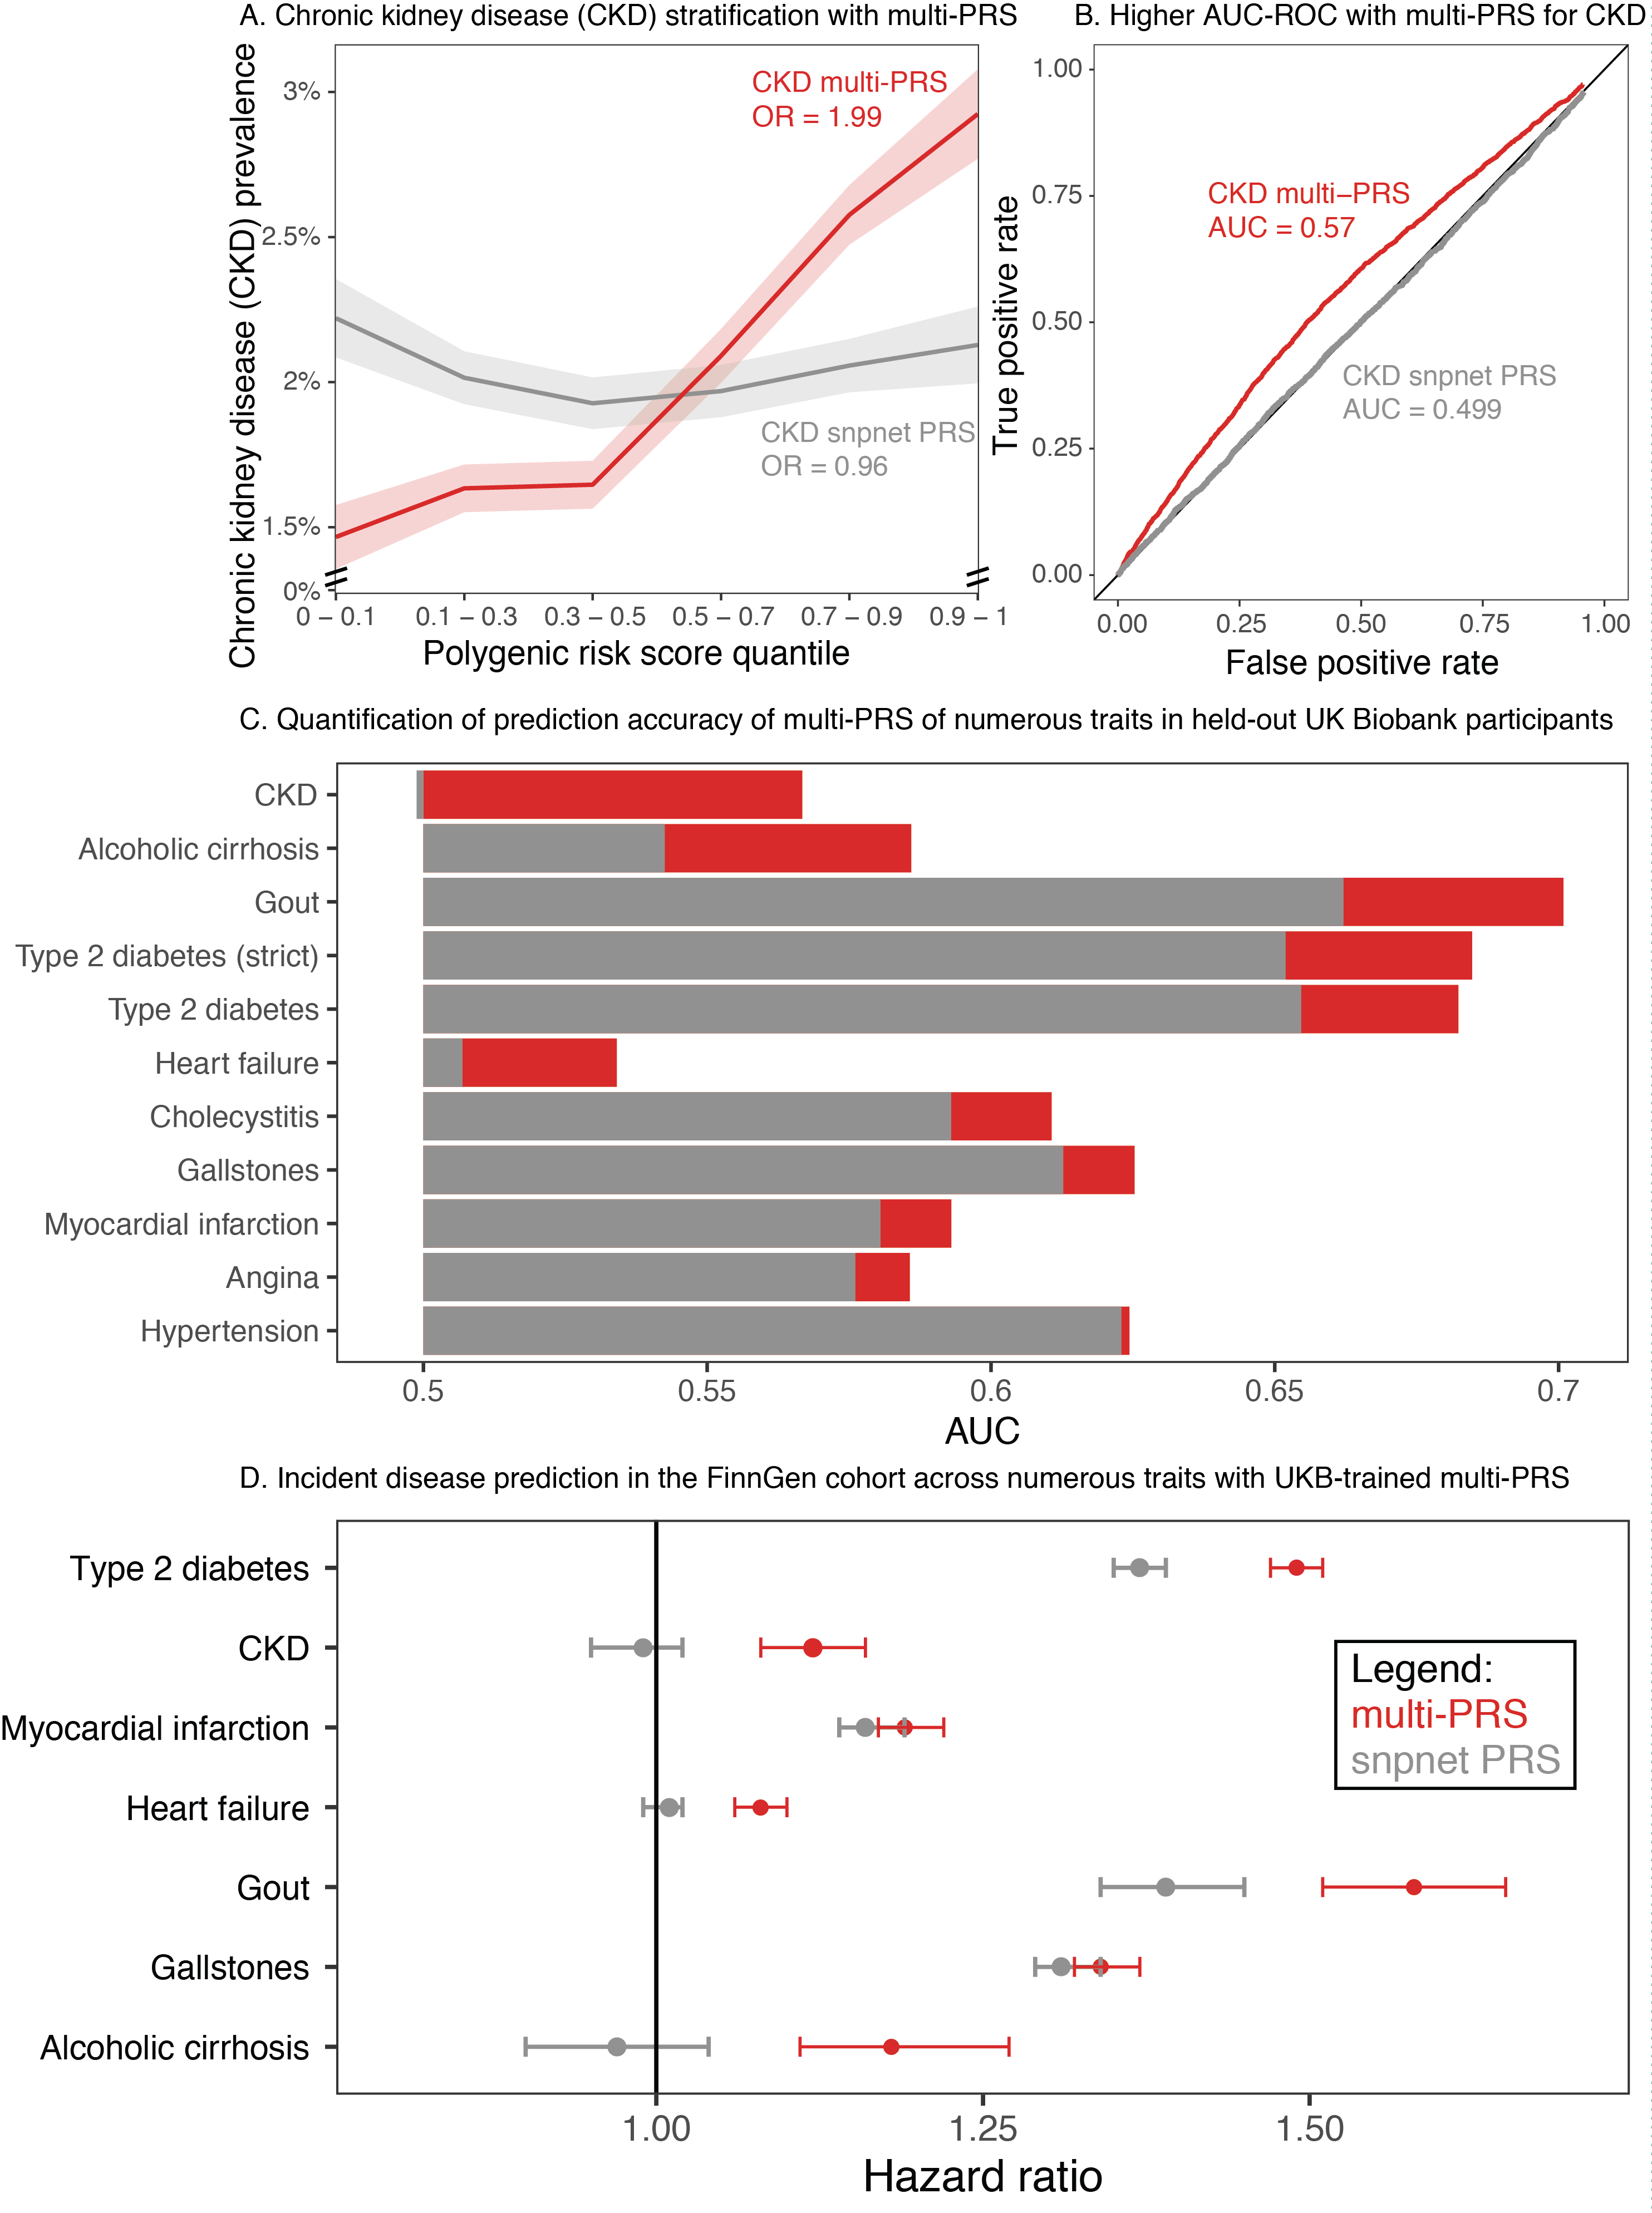 A. Chronic kidney disease (CKD) stratification with multi-PRS
Chronic kidney disease (CKD) prevalence
3%
2.5%
2%
1.5%
0%
CKD multi-PRS
OR = 1.99
CKD snpnet PRS
OR = 0.96
0 – 0.1 0.1 – 0.3 0.3 – 0.5 0.5 – 0.7 0.7 – 0.9 0.9 – 1
Polygenic risk score quantile
B. Higher AUC-ROC with multi-PRS for CKD
True positive rate
1.00
0.75
0.50
0.25
0.00
CKD multi–PRS
AUC = 0.57
CKD snpnet PRS
AUC = 0.499
0.00 0.25 0.50 0.75 1.00
False positive rate
C. Quantification of prediction accuracy of multi-PRS of numerous traits in held-out UK Biobank participants
CKD
Alcoholic cirrhosis
Gout
Type 2 diabetes (strict)
Type 2 diabetes
Heart failure
Cholecystitis
Gallstones
Myocardial infarction
Angina
Hypertension
0.5 0.55 0.6 0.65 0.7
AUC
D. Incident disease prediction in the FinnGen cohort across numerous traits with UKB-trained multi-PRS
Type 2 diabetes
CKD
Myocardial infarction
Heart failure
Gout
Gallstones
Alcoholic cirrhosis
Legend:
multi-PRS
snpnet PRS
1.00 1.25 1.50
Hazard ratio